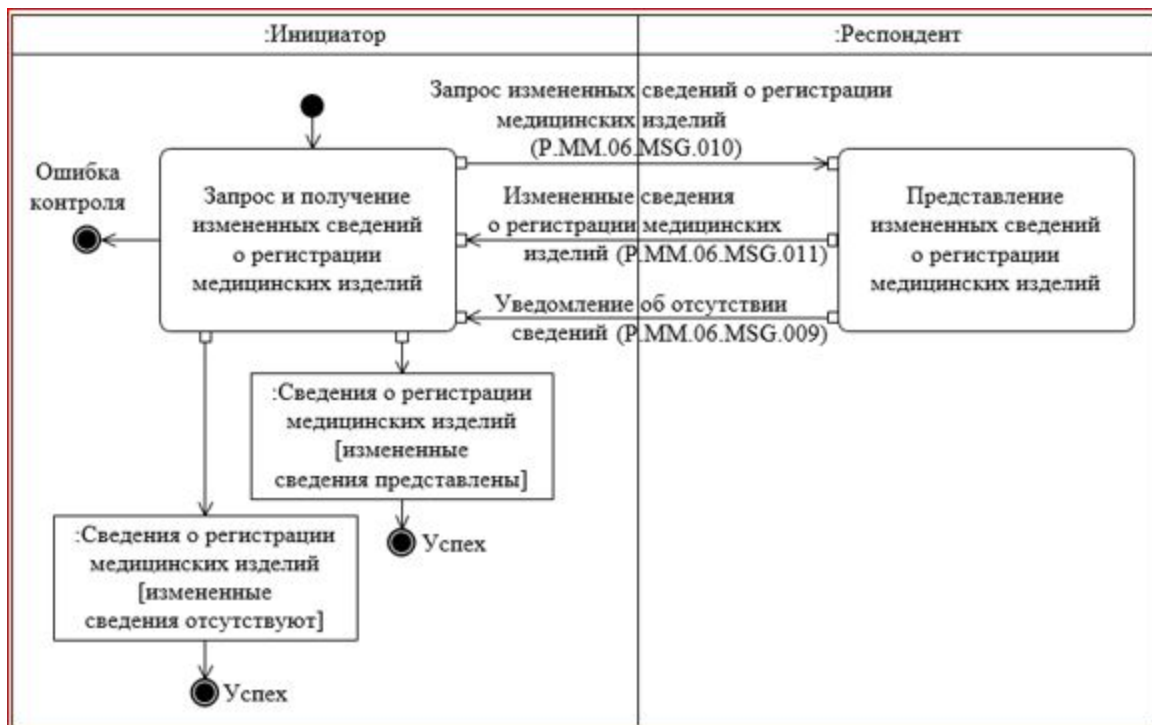 :Инициатор
:Респондент
Запрос измененных сведений о регистрации
медицинских изделий
(P.MM.06.MSG.010)
Ошибка
контроля
Запрос и получение
измененных сведений
о регистрации
медицинских изделий
Измененные сведения
о регистрации медицинских
изделий (P.MM.06.MSG.011)
Представление
измененных сведений
о регистрации
медицинских изделий
Уведомление об отсутствии
сведений (P.MM.06.MSG.009)
:Сведения о регистрации
медицинских изделий
[измененные
сведения представлены]
Успех
:Сведения о регистрации
медицинских изделий
[измененные
сведения отсутствуют]
Успех